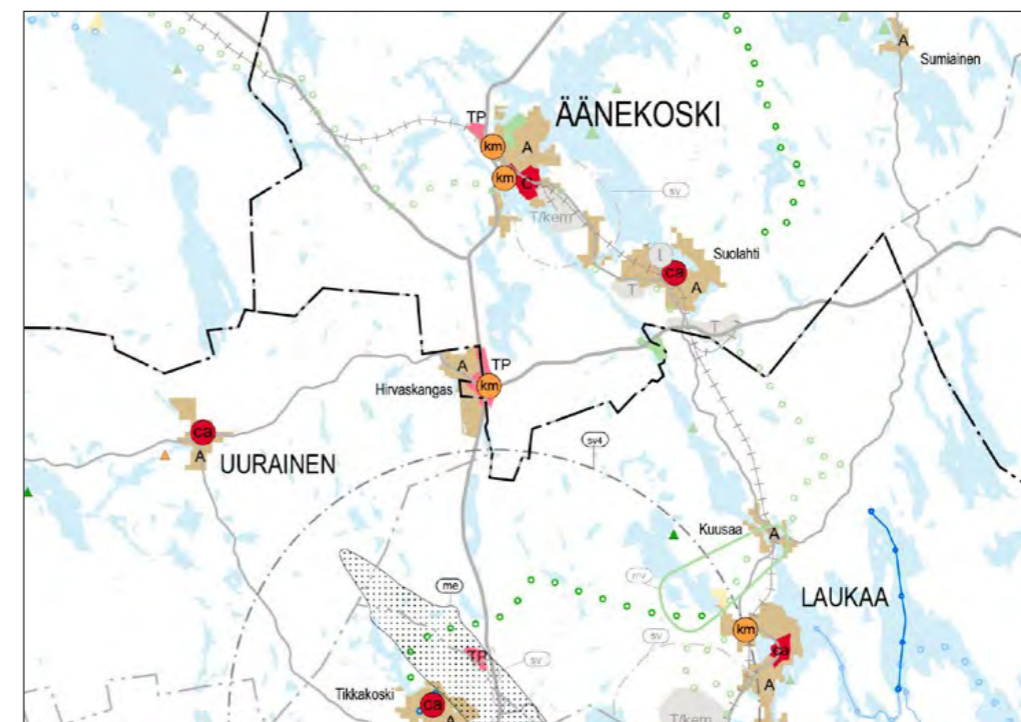 A
Sumiainen
TP
ÄÄNEKOSKI
km
A
km
C
sv
T/kem
Suolahti
t
ca
A
T
T
A
TP
Hirvaskangas
km
ca
sv4
A
UURAINEN
Kuusaa
A
me
mv
LAUKAA
km
sv
ca
TP
sv
A
Tikkakoski
ca
A
T/kem